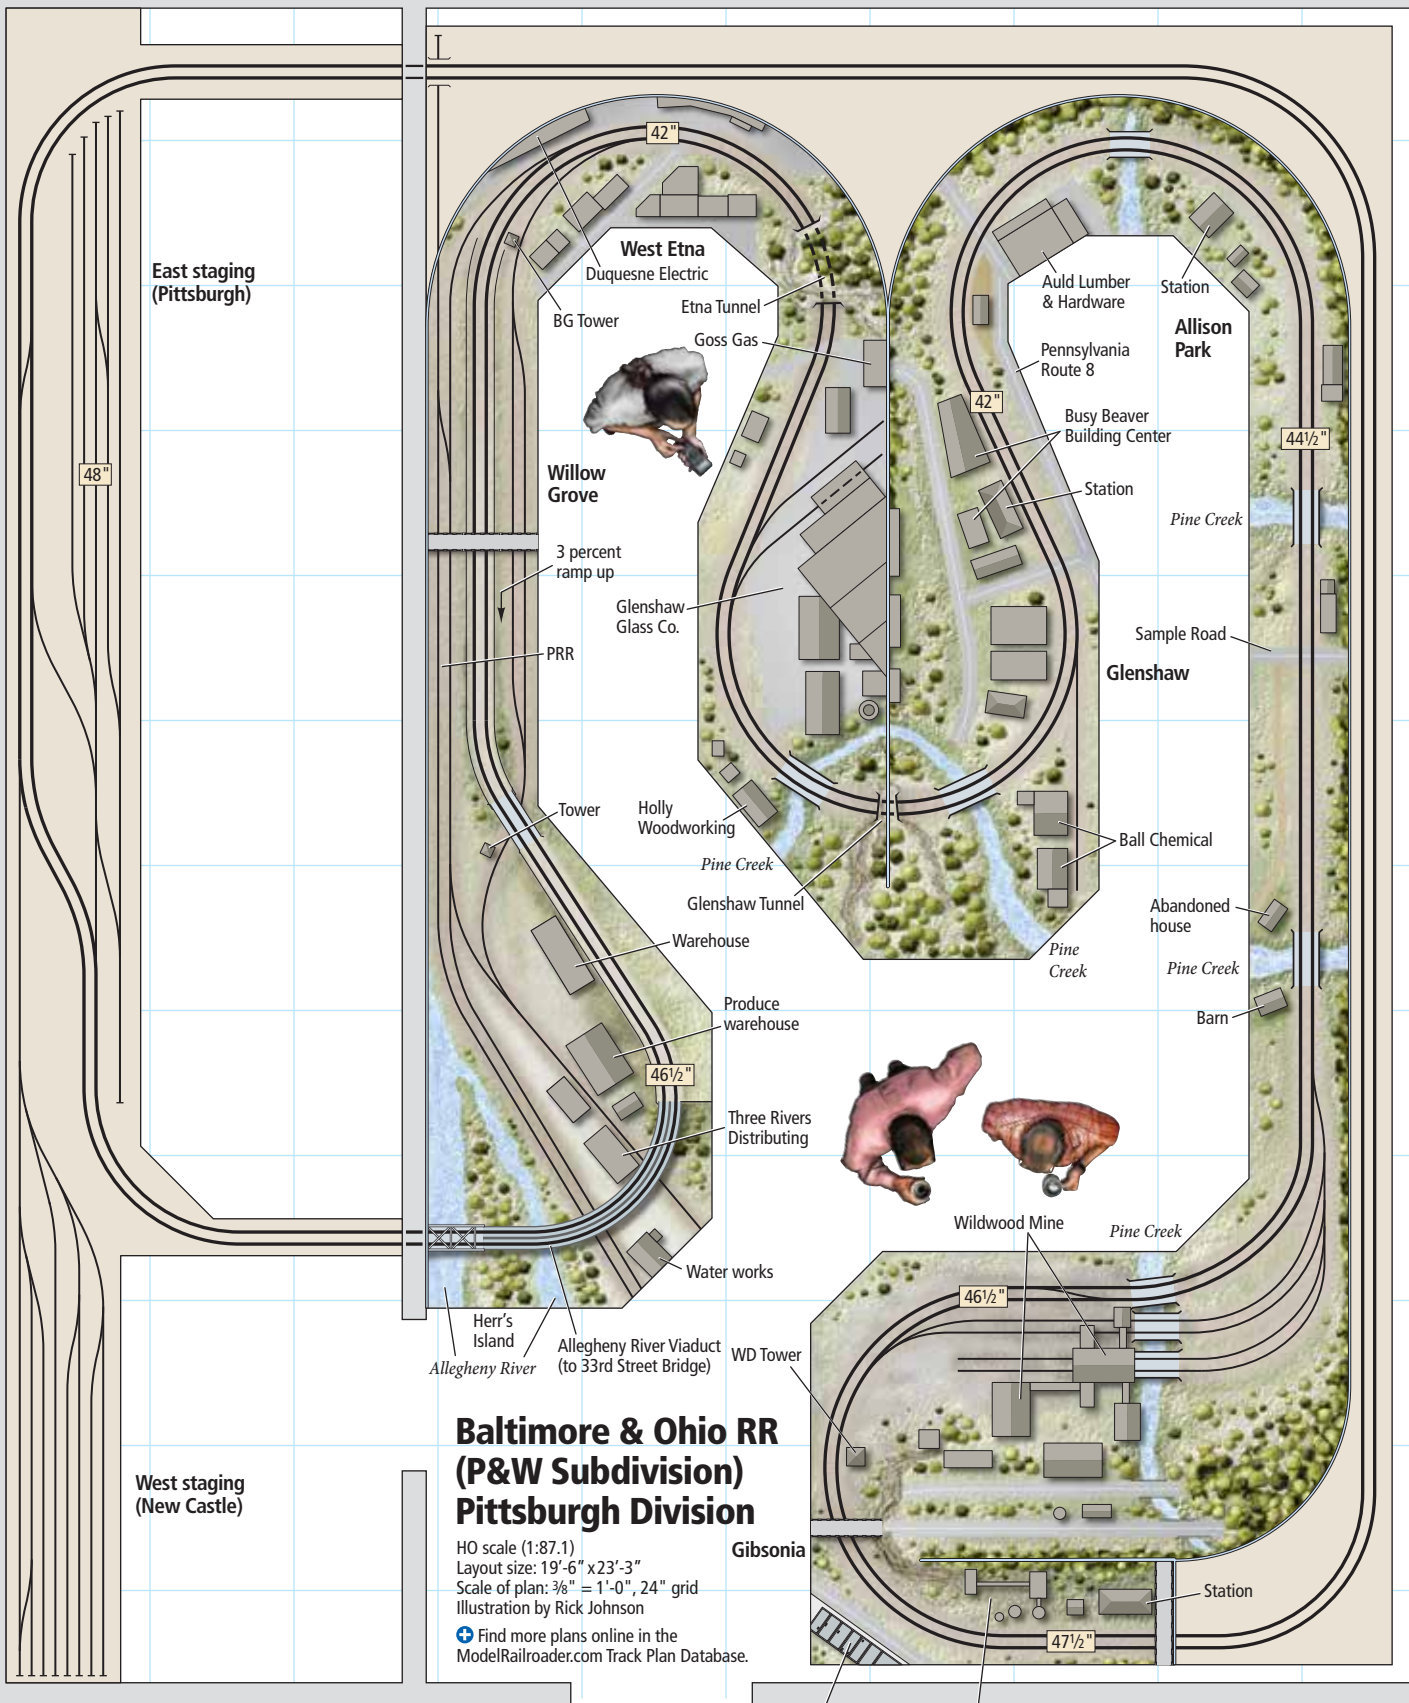 42"
West Etna
Duquesne Electric
East staging
(Pittsburgh)
BG Tower
Etna Tunnel
Goss Gas
Auld Lumber
& Hardware
Station
Allison
Park
Pennsylvania
Route 8
42"
Busy Beaver
Building Center
44½"
48"
Willow
Grove
Station
Pine Creek
3 percent
ramp up
Glenshaw
Glass Co.
PRR
Sample Road
Glenshaw
Tower
Holly
Woodworking
Pine Creek
Ball Chemical
Glenshaw Tunnel
Abandoned
house
Warehouse
Pine
Creek
Pine Creek
Produce
warehouse
Barn
46½"
Three Rivers
Distributing
Wildwood Mine
Pine Creek
Water works
46½"
Herr's
Island
Allegheny River
Allegheny River Viaduct
(to 33rd Street Bridge)
WD Tower
West staging
(New Castle)
Baltimore & Ohio RR
(P&W Subdivision)
Pittsburgh Division
HO scale (1:87.1)
Layout size: 19'-6" x 23'-3"
Scale of plan: ⅜" = 1'-0", 24" grid
Illustration by Rick Johnson
Find more plans online in the
ModelRailroader.com Track Plan Database.
Gibsonia
Station
47½"